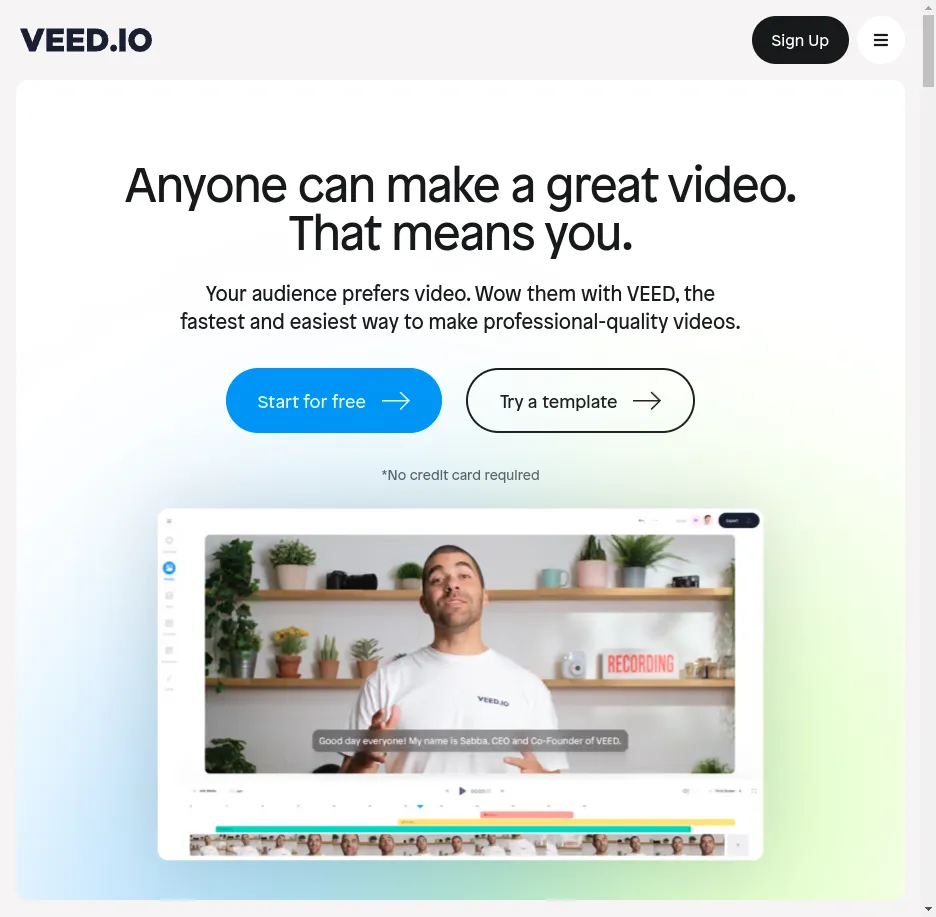 VEED.IO
Sign Up
Anyone can make a great video.
That means you.
Your audience prefers video. Wow them with VEED, the
fastest and easiest way to make professional-quality videos.
Start for free
Try a template
*No credit card required
Export
RECORDING
VEED.IO
Good day everyone! My name is Sabba, CEO and Co-Founder of VEED.